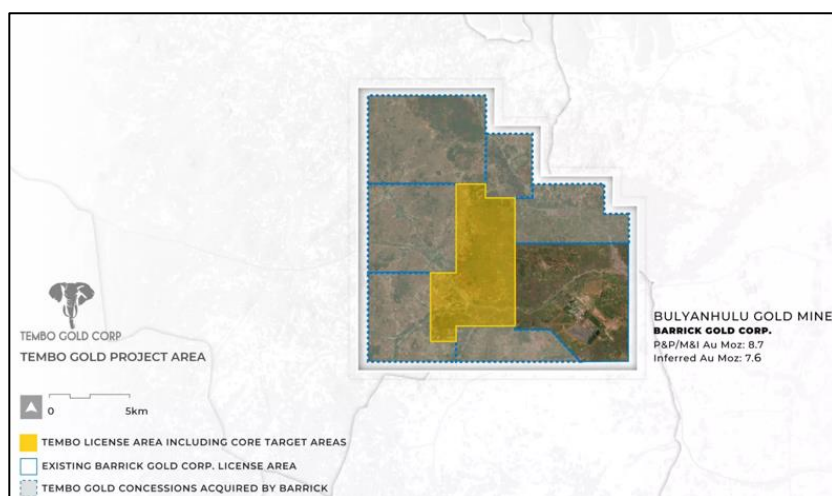 TEMBO GOLD CORP
TEMBO GOLD PROJECT AREA
0 5km
TEMBO LICENSE AREA INCLUDING CORE TARGET AREAS
EXISTING BARRICK GOLD CORP. LICENSE AREA
TEMBO GOLD CONCESSIONS ACQUIRED BY BARRICK
BULYANHULU GOLD MINE
BARRICK GOLD CORP.
P&P/M&I Au Moz: 8.7
Inferred Au Moz: 7.6